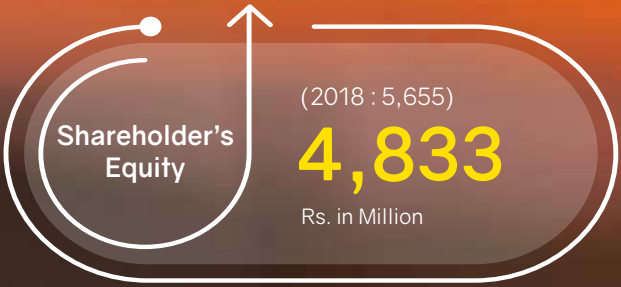 Shareholder's
Equity
(2018 : 5,655)
4,833
Rs. in Million